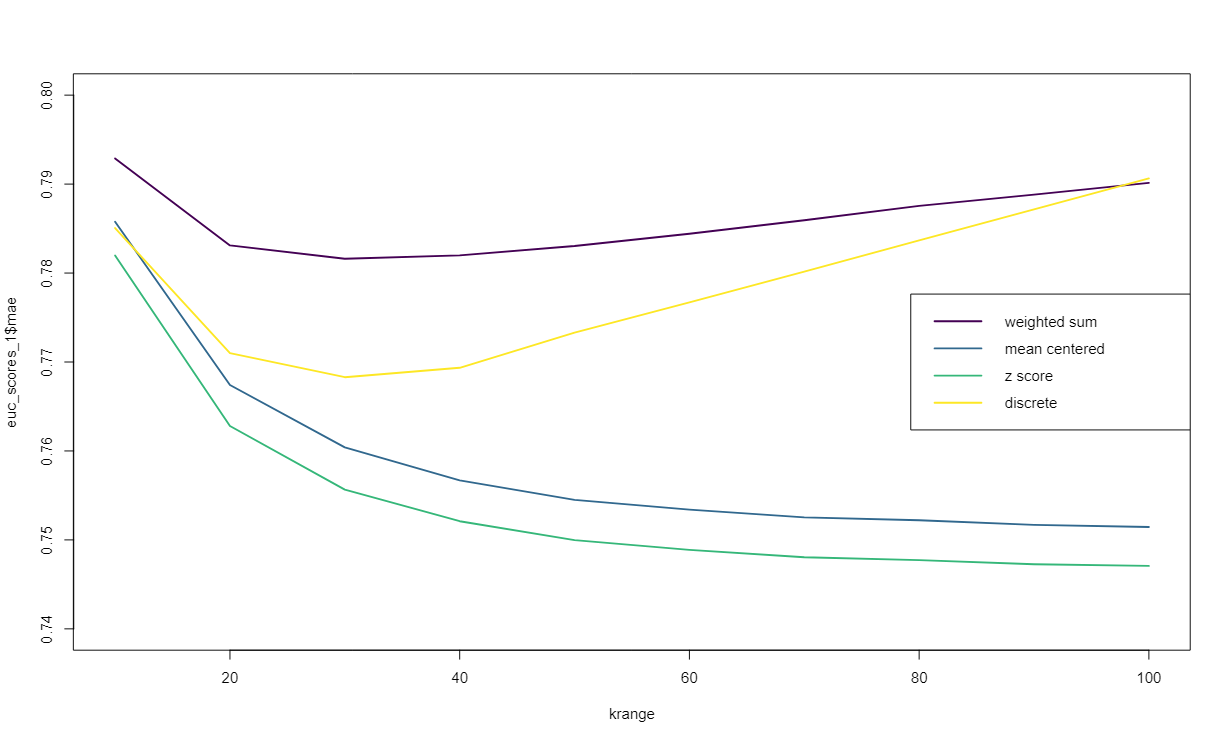 euc_scores_1$mae
0.80
0.79
0.78
0.77
0.76
0.75
0.74
weighted sum
mean centered
z score
discrete
20 40 60 80 100
krange